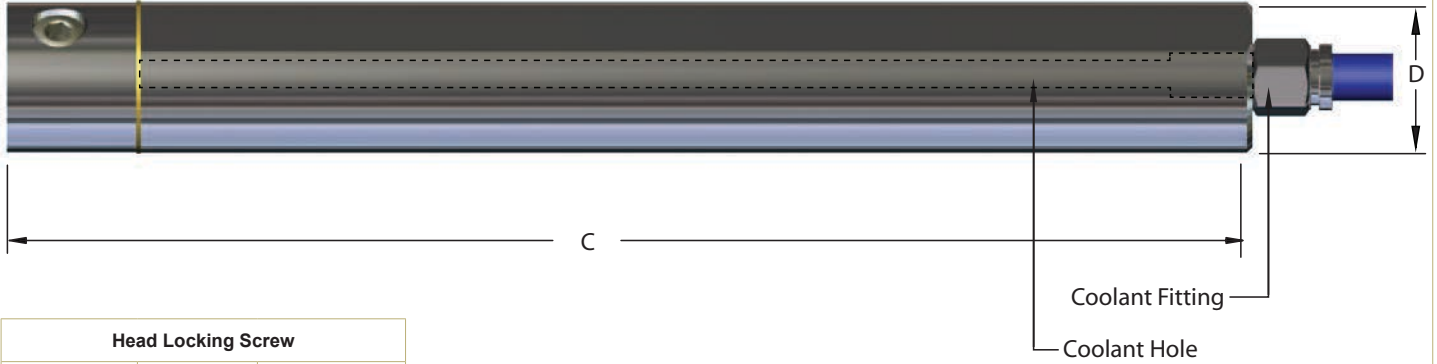 D
C
Coolant Fitting
Coolant Hole
Head Locking Screw